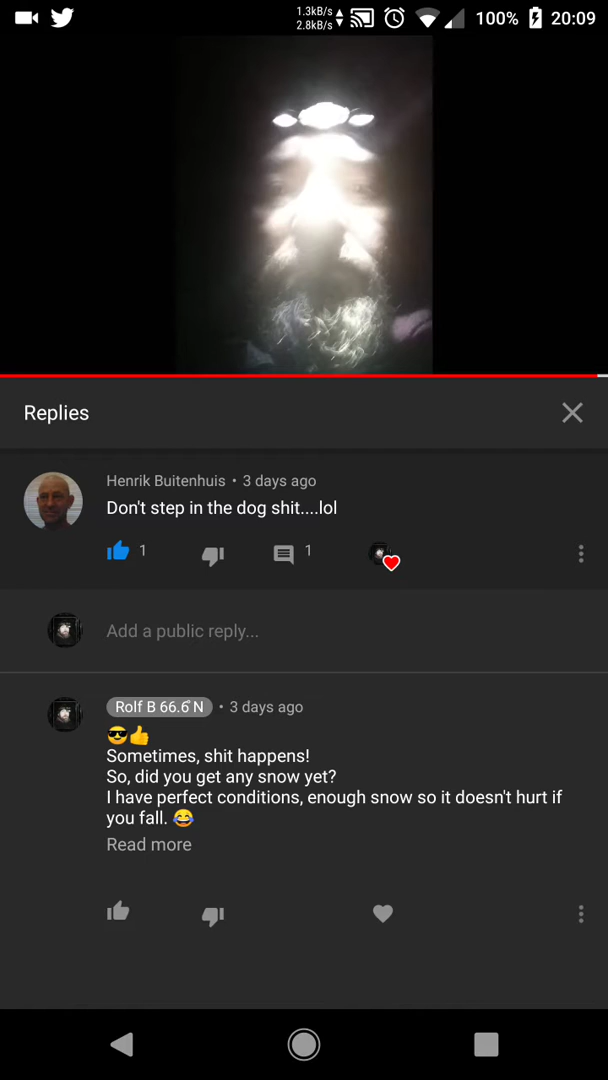 1.3kB/s
2.8kB/s
100%
20:09
Replies
Henrik Buitenhuis • 3 days ago
Don't step in the dog shit....lol
1
1
Add a public reply...
Rolf B 66.6̊ N • 3 days ago
😎👍
Sometimes, shit happens!
So, did you get any snow yet?
I have perfect conditions, enough snow so it doesn't hurt if
you fall. 😂
Read more